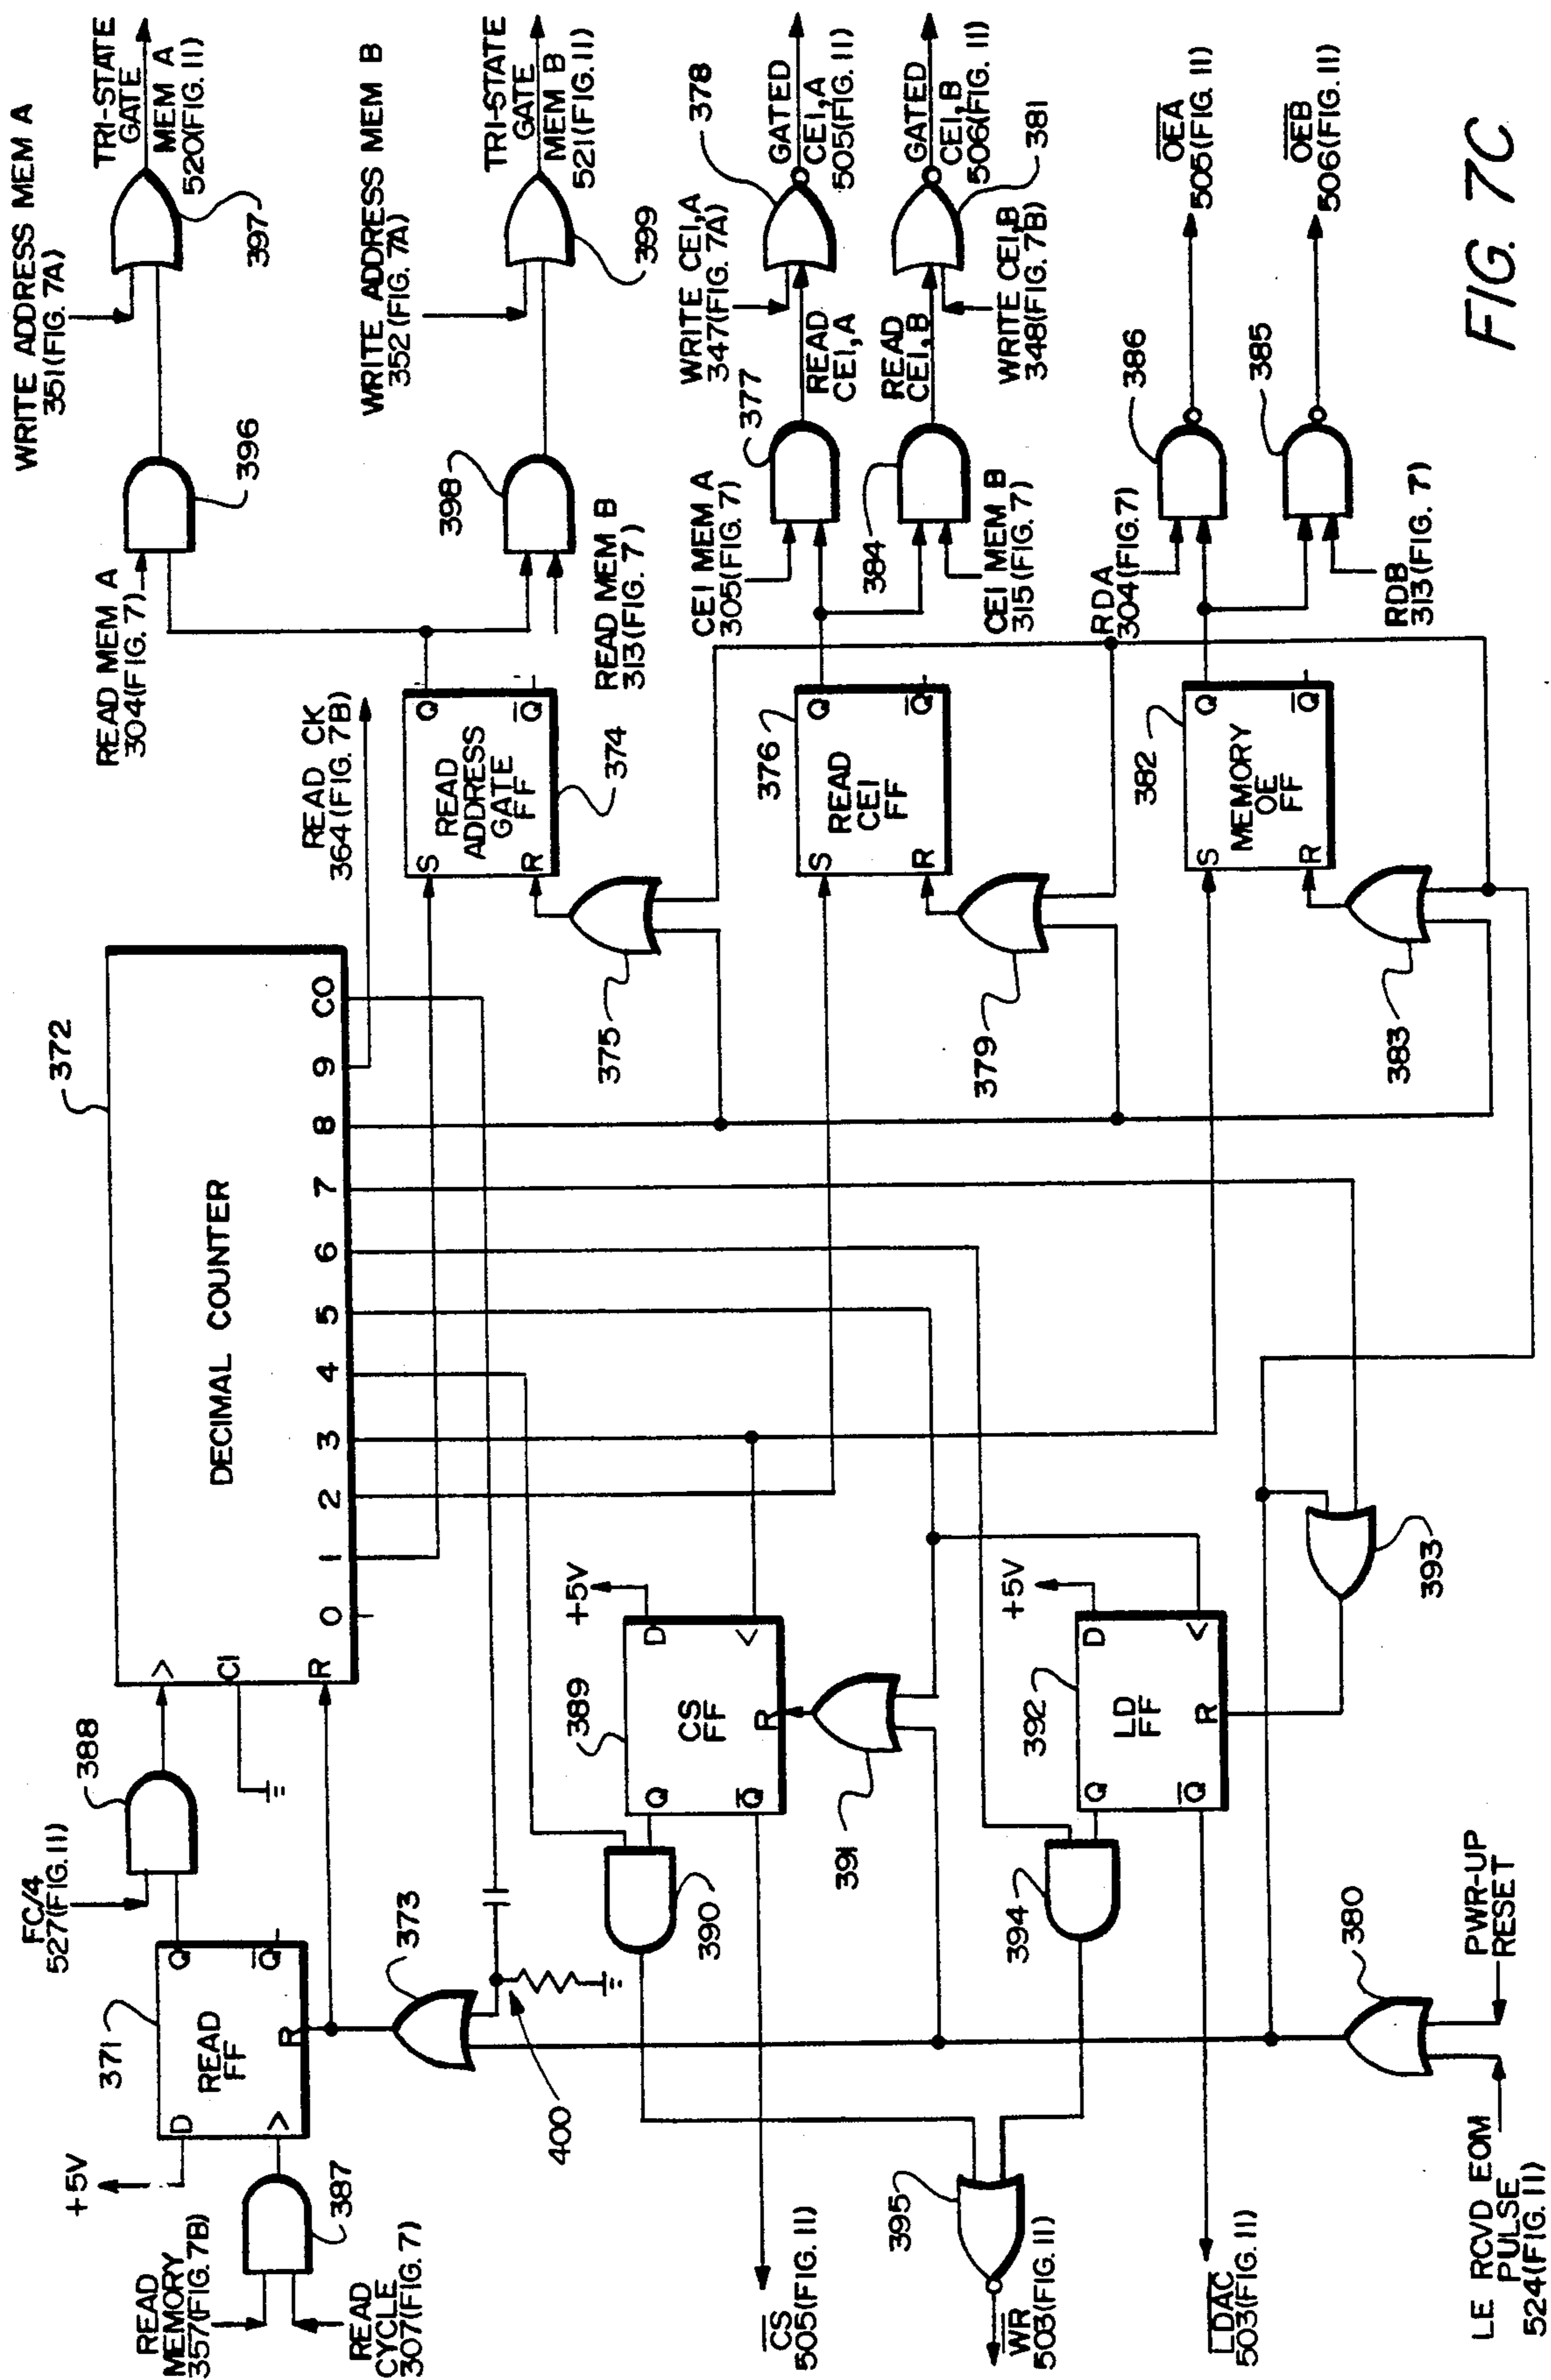 WRITE ADDRESS MEM A
351(FIG. 7A)
TRI-STATE
GATE
MEM A
520(FIG. 11)
397
READ MEM A
304(FIG. 7)
396
WRITE ADDRESS MEM B
352 (FIG. 7A)
TRI-STATE
GATE
MEM B
521(FIG. 11)
399
398
READ MEM B
313(FIG. 7)
READ CK
364(FIG. 7B)
372
DECIMAL COUNTER
CI
R
0
1
2
3
4
5
6
7
8
9
CO
FC/4
527(FIG. 11)
388
+5V
371
D
READ
FF
Q
Q
R
READ
MEMORY
357(FIG. 7B)
READ
CYCLE
307(FIG. 7)
387
373
400
S
READ
ADDRESS
GATE
FF
R
Q
Q
374
375
WRITE CEI,A
347(FIG. 7A)
GATED
CEI,A
505(FIG. 11)
378
377
CEI MEM A
305(FIG. 7)
READ
CEI,A
READ
CEI,B
GATED
CEI,B
506(FIG. 11)
381
WRITE CEI,B
348(FIG. 7B)
384
CEI MEM B
315(FIG. 7)
376
S
READ
CEI
FF
R
Q
Q
379
+5V
389
D
CS
FF
Q
Q
R
390
391
RDA
304(FIG. 7)
386
OEA
505(FIG. 11)
385
OEB
506(FIG. 11)
RDB
313(FIG. 7)
382
S
MEMORY
OE
FF
R
Q
Q
383
+5V
392
D
LD
FF
Q
Q
R
393
394
395
CS
505(FIG. 11)
WR
503(FIG. 11)
LDAC
503(FIG. 11)
380
PWR-UP
RESET
LE RCVD EOM
PULSE
524(FIG. 11)
FIG. 7C